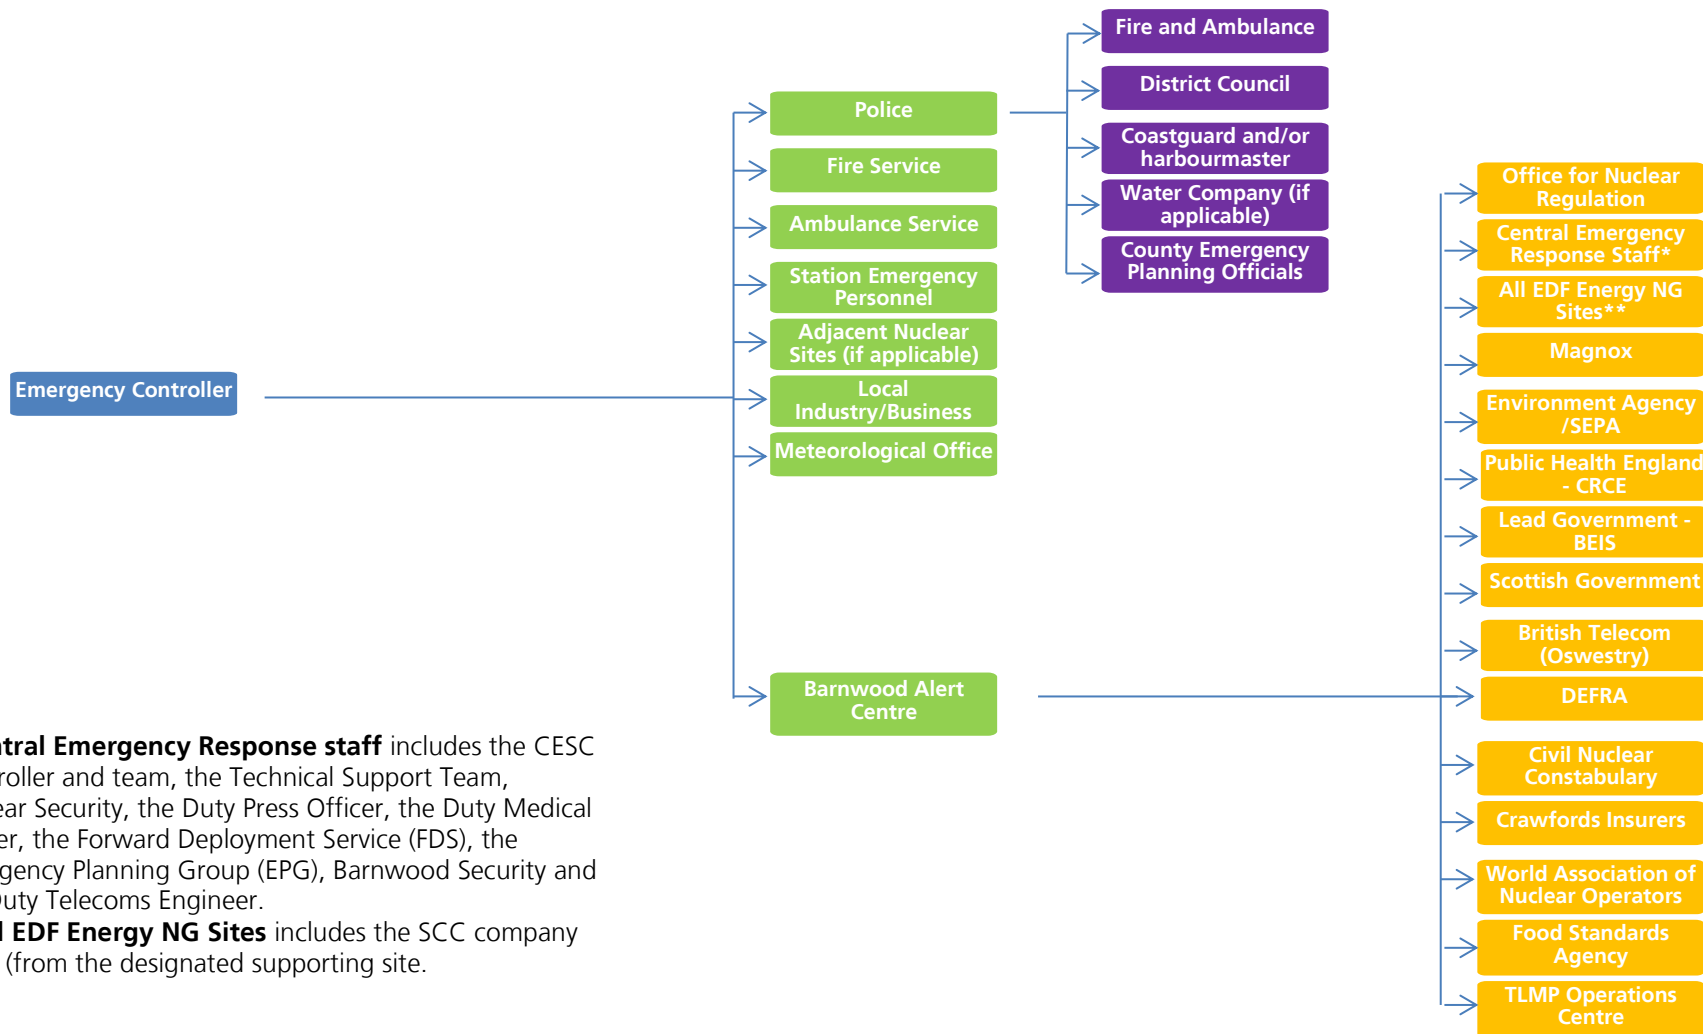 Emergency Controller
Police
Fire Service
Ambulance Service
Station Emergency
Personnel
Adjacent Nuclear
Sites (if applicable)
Local
Industry/Business
Meteorological Office
Barnwood Alert
Centre
Fire and Ambulance
District Council
Coastguard and/or
harbourmaster
Water Company (if
applicable)
County Emergency
Planning Officials
Office for Nuclear
Regulation
Central Emergency
Response Staff*
All EDF Energy NG
Sites**
Magnox
Environment Agency
/SEPA
Public Health England
- CRCE
Lead Government -
BEIS
Scottish Government
British Telecom
(Oswestry)
DEFRA
Civil Nuclear
Constabulary
Crawfords Insurers
World Association of
Nuclear Operators
Food Standards
Agency
TLMP Operations
Centre
ntral Emergency Response staff includes the CESC
roller and team, the Technical Support Team,
ear Security, the Duty Press Officer, the Duty Medical
er, the Forward Deployment Service (FDS), the
rgency Planning Group (EPG), Barnwood Security and
Duty Telecoms Engineer.
l EDF Energy NG Sites includes the SCC company
(from the designated supporting site.